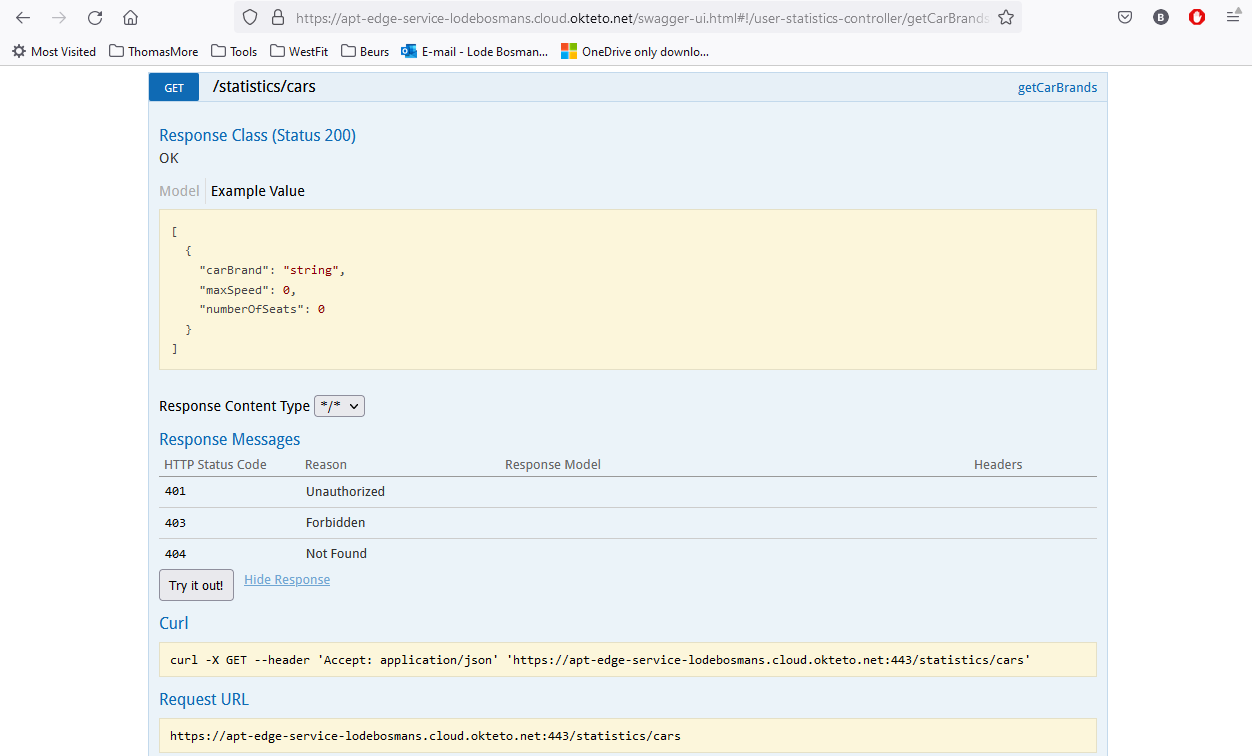 https://apt-edge-service-lodebosmans.cloud.okteto.net/swagger-ui.html#!/user-statistics-controller/getCarBrands
B
Most Visited ThomasMore Tools WestFit Beurs E-mail - Lode Bosman... OneDrive only downlo...
GET /statistics/cars getCarBrands
Response Class (Status 200)
OK
Model Example Value
[
{
"carBrand": "string",
"maxSpeed": 0,
"numberOfSeats": 0
}
]
Response Content Type */*
Response Messages
HTTP Status Code Reason Response Model Headers
401 Unauthorized
403 Forbidden
404 Not Found
Try it out! Hide Response
Curl
curl -X GET --header 'Accept: application/json' 'https://apt-edge-service-lodebosmans.cloud.okteto.net:443/statistics/cars'
Request URL
https://apt-edge-service-lodebosmans.cloud.okteto.net:443/statistics/cars